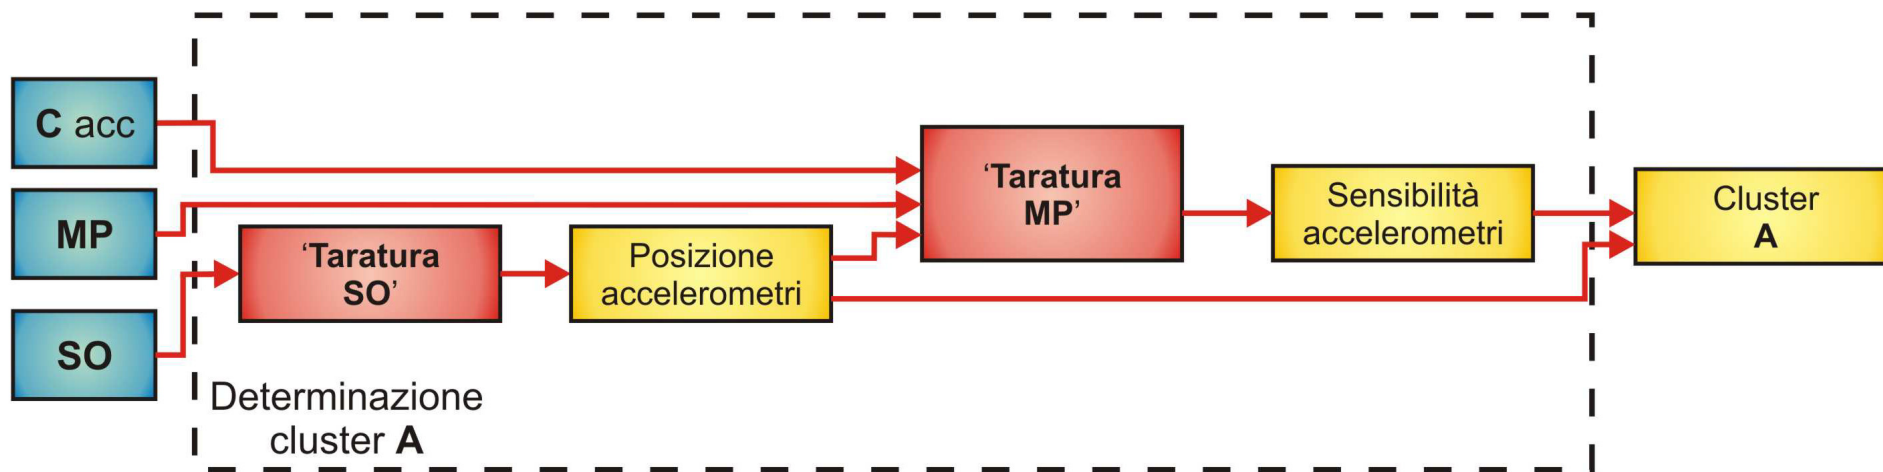 C acc
MP
SO
‘Taratura
SO’
Posizione
accelerometri
‘Taratura
MP’
Sensibilità
accelerometri
Cluster
A
Determinazione
cluster A